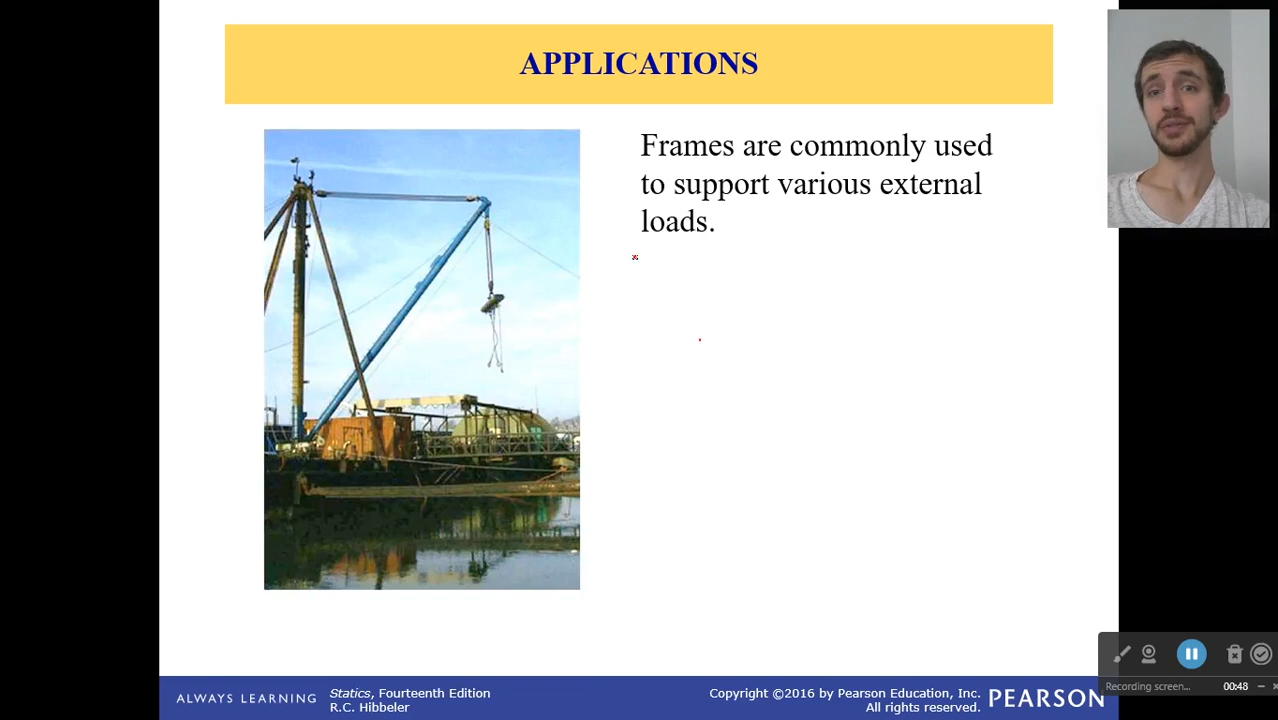 APPLICATIONS
Frames are commonly used
to support various external
loads.
ALWAYS LEARNING
Statics, Fourteenth Edition
R.C. Hibbeler
Copyright ©2016 by Pearson Education, Inc.
All rights reserved.
PEARSON
Recording screen...
00:48